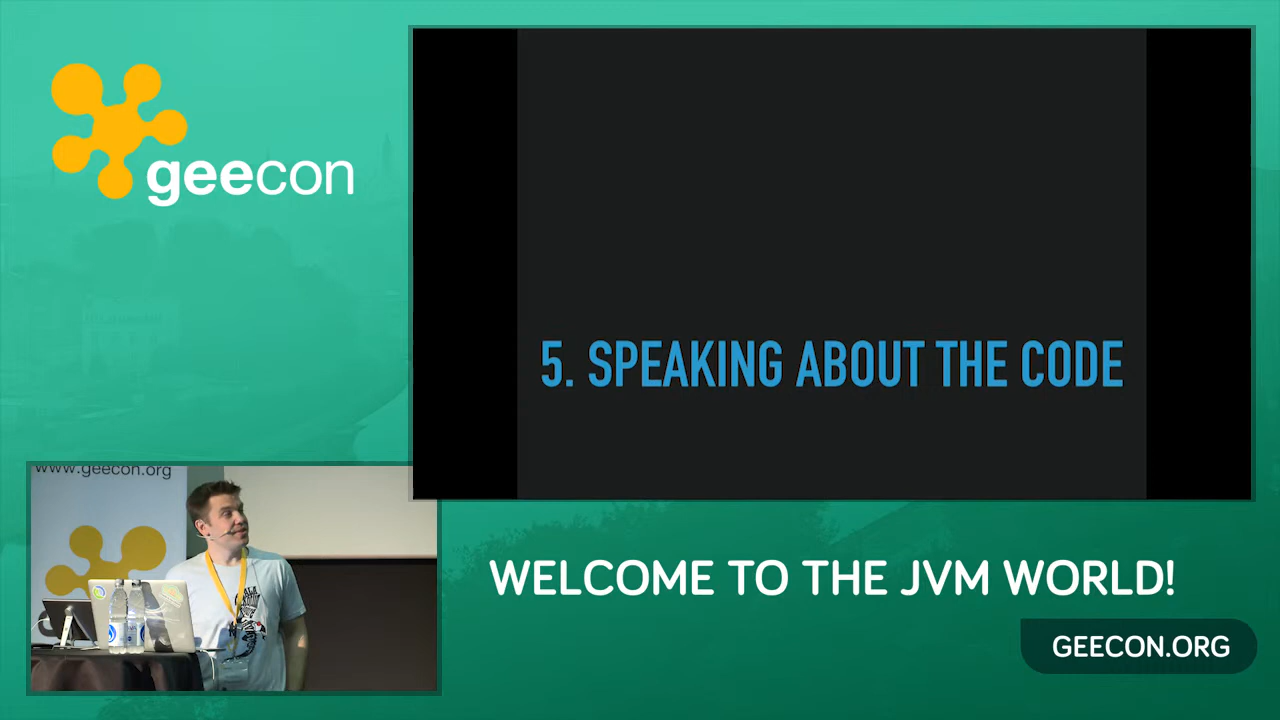 geecon
5. SPEAKING ABOUT THE CODE
www.geecon.org
WELCOME TO THE JVM WORLD!
GEECON.ORG